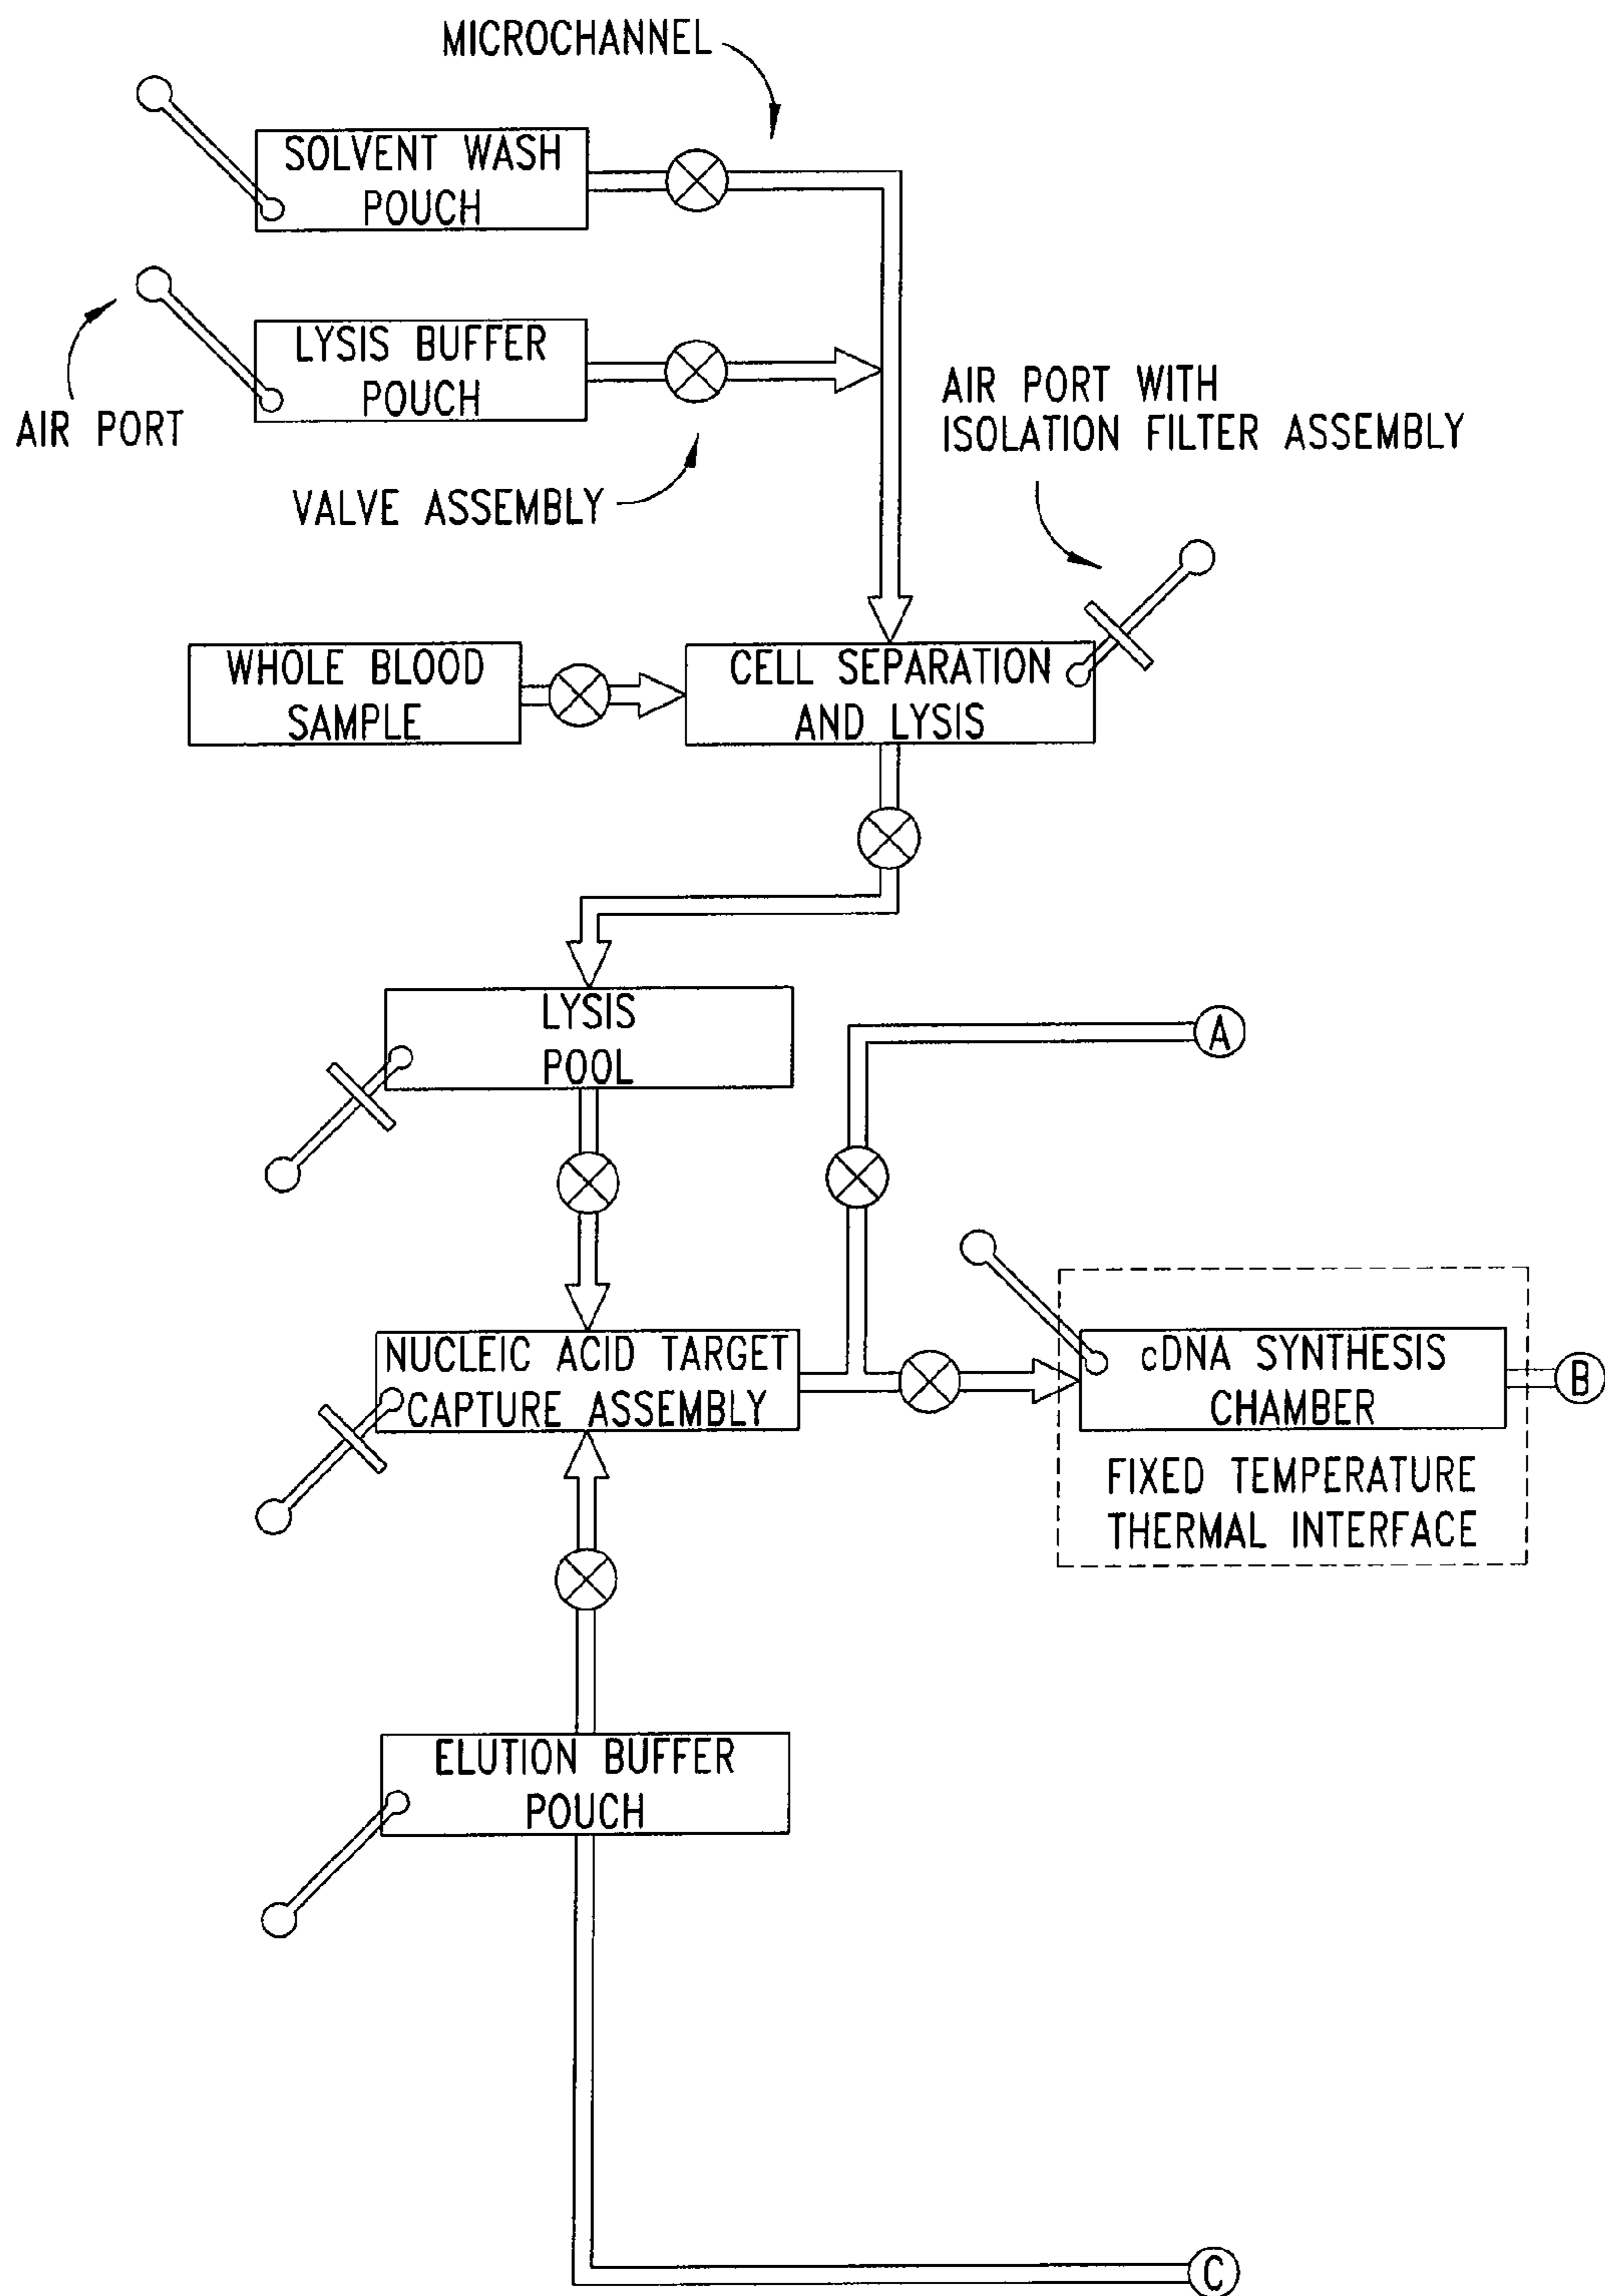 MICROCHANNEL
SOLVENT WASH
POUCH
LYSIS BUFFER
POUCH
AIR PORT
VALVE ASSEMBLY
AIR PORT WITH
ISOLATION FILTER ASSEMBLY
WHOLE BLOOD
SAMPLE
CELL SEPARATION
AND LYSIS
LYSIS
POOL
A
NUCLEIC ACID TARGET
CAPTURE ASSEMBLY
cDNA SYNTHESIS
CHAMBER
B
FIXED TEMPERATURE
THERMAL INTERFACE
ELUTION BUFFER
POUCH
C